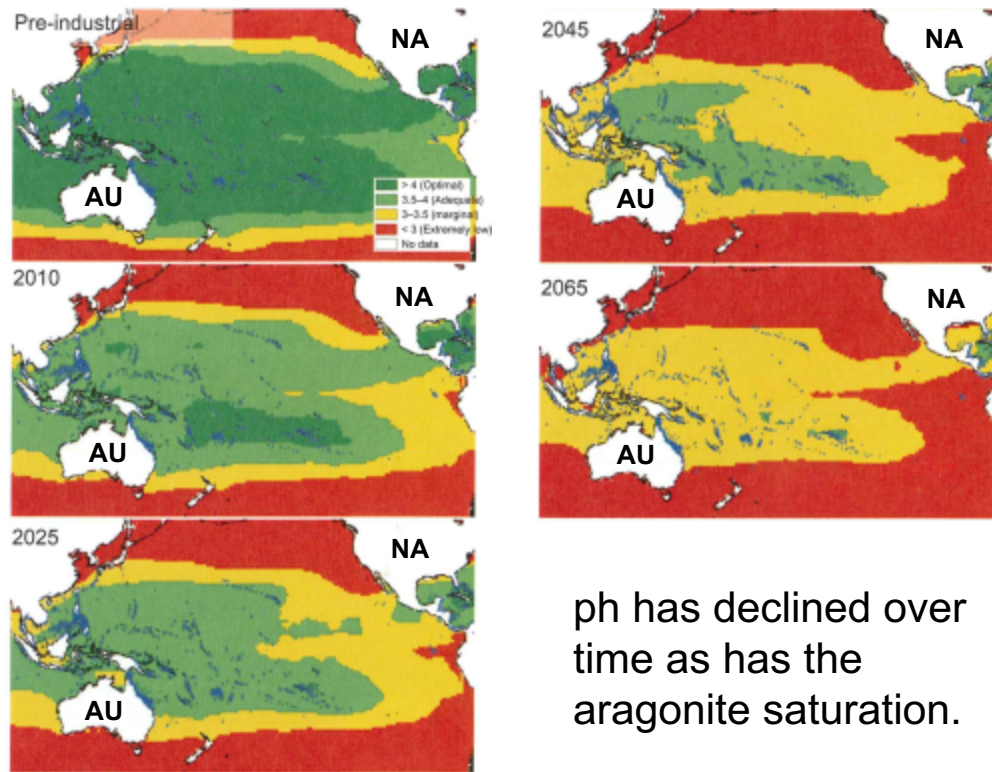 Pre-industrial
NA
AU
> 4 (Optimal)
3.5–4 (Adequate)
3–3.5 (marginal)
< 3 (Extremely low)
No data
2010
NA
AU
2025
NA
AU
2045
NA
AU
2065
NA
AU
ph has declined over
time as has the
aragonite saturation.